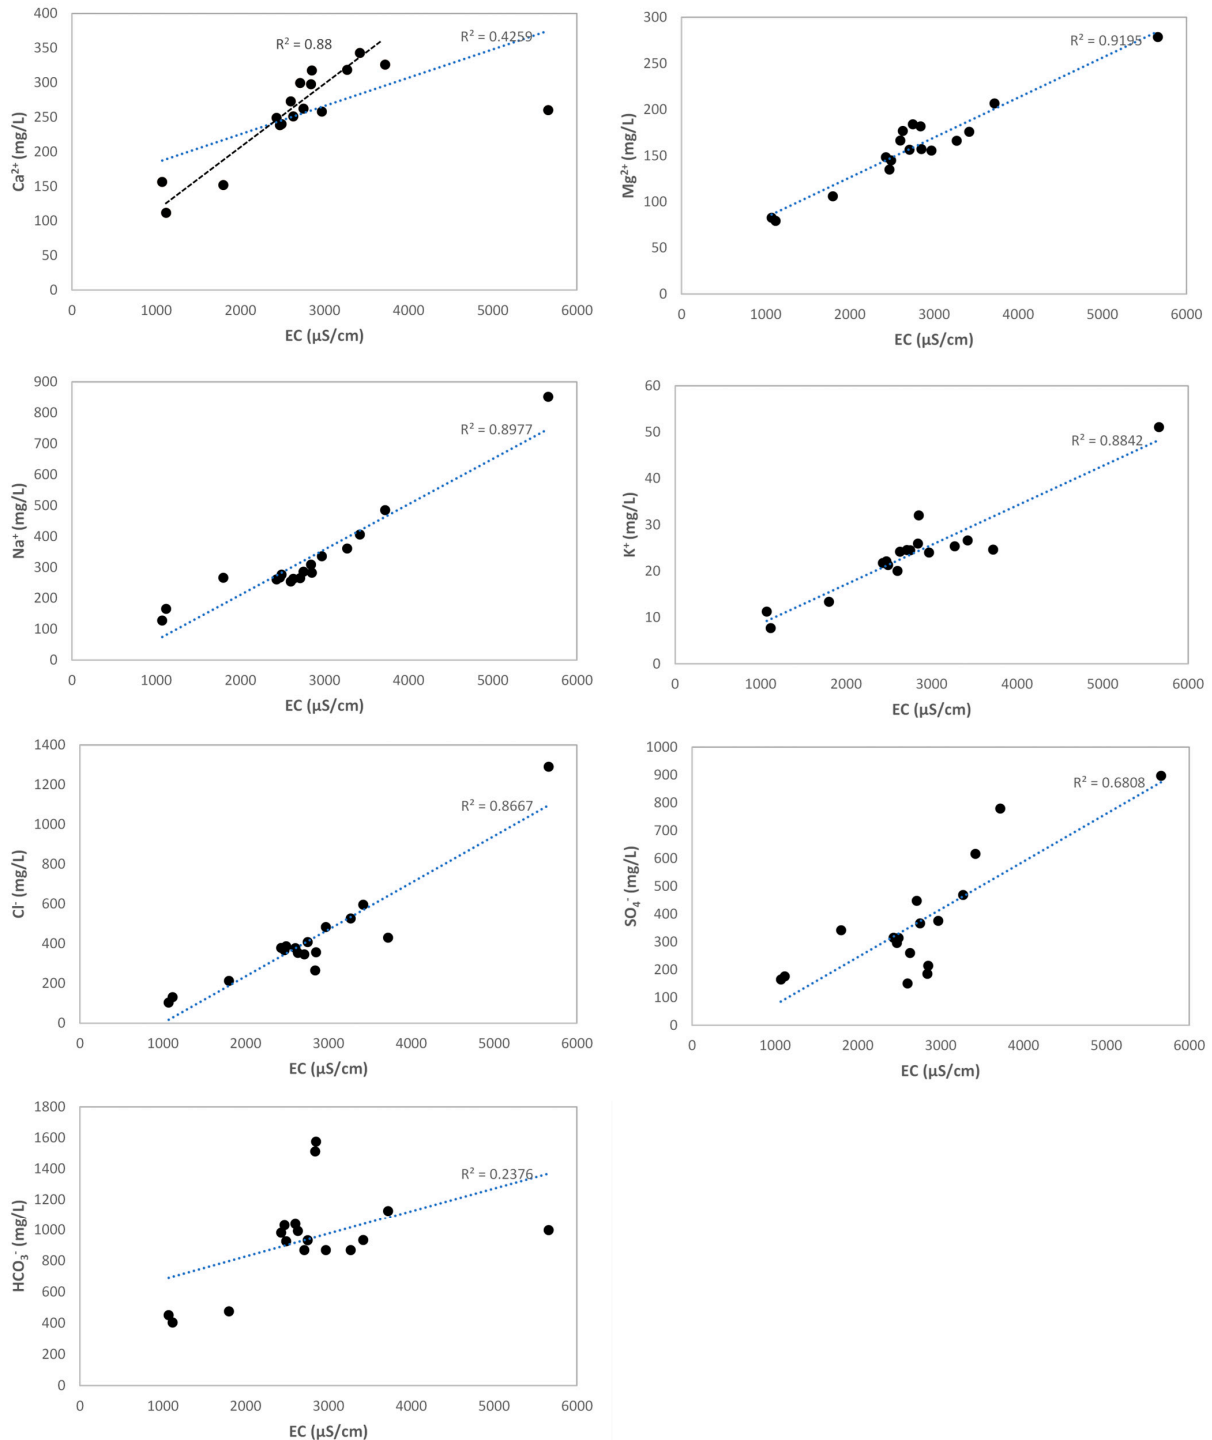 400
350
300
250
200
150
100
50
0
Ca²⁺ (mg/L)
R² = 0.88
R² = 0.4259
0 1000 2000 3000 4000 5000 6000
EC (µS/cm)
300
250
200
150
100
50
0
Mg²⁺ (mg/L)
R² = 0.9195
0 1000 2000 3000 4000 5000 6000
EC (µS/cm)
900
800
700
600
500
400
300
200
100
0
Na⁺ (mg/L)
R² = 0.8977
0 1000 2000 3000 4000 5000 6000
EC (µS/cm)
60
50
40
30
20
10
0
K⁺ (mg/L)
R² = 0.8842
0 1000 2000 3000 4000 5000 6000
EC (µS/cm)
1400
1200
1000
800
600
400
200
0
Cl⁻ (mg/L)
R² = 0.8667
0 1000 2000 3000 4000 5000 6000
EC (µS/cm)
1000
900
800
700
600
500
400
300
200
100
0
SO₄⁻ (mg/L)
R² = 0.6808
0 1000 2000 3000 4000 5000 6000
EC (µS/cm)
1800
1600
1400
1200
1000
800
600
400
200
0
HCO₃⁻ (mg/L)
R² = 0.2376
0 1000 2000 3000 4000 5000 6000
EC (µS/cm)